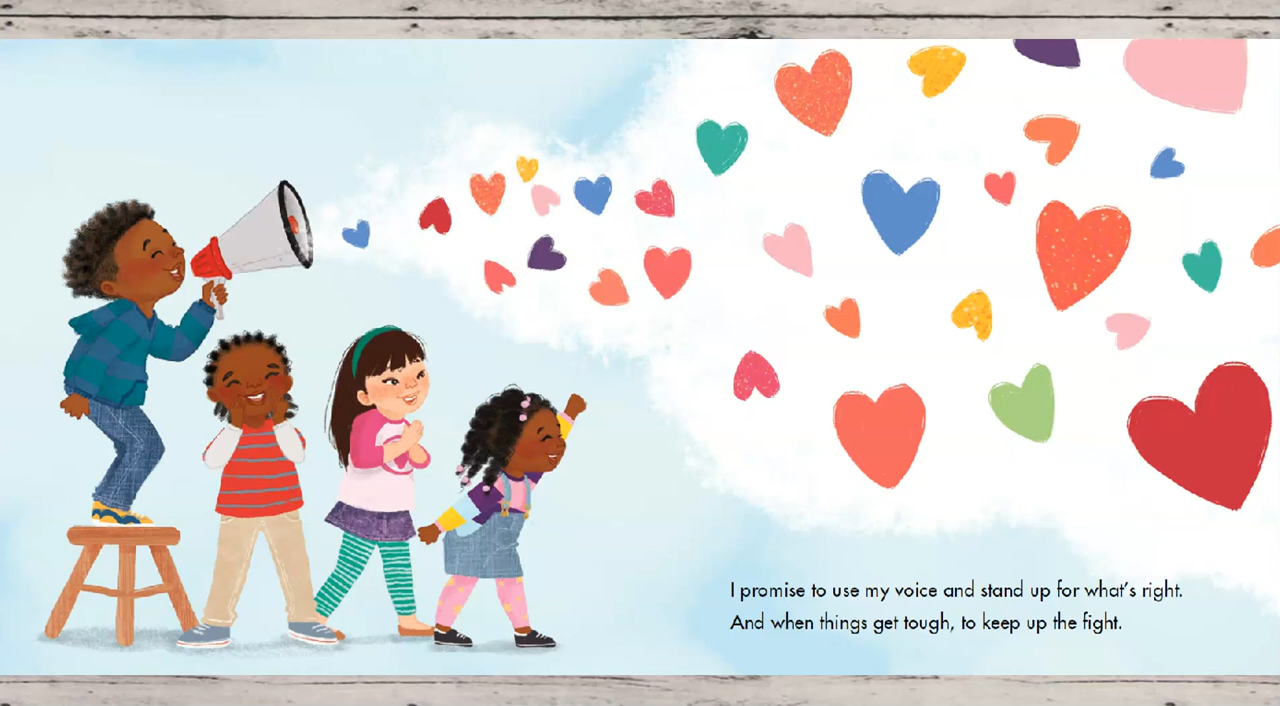 I promise to use my voice and stand up for what's right.
And when things get tough, to keep up the fight.